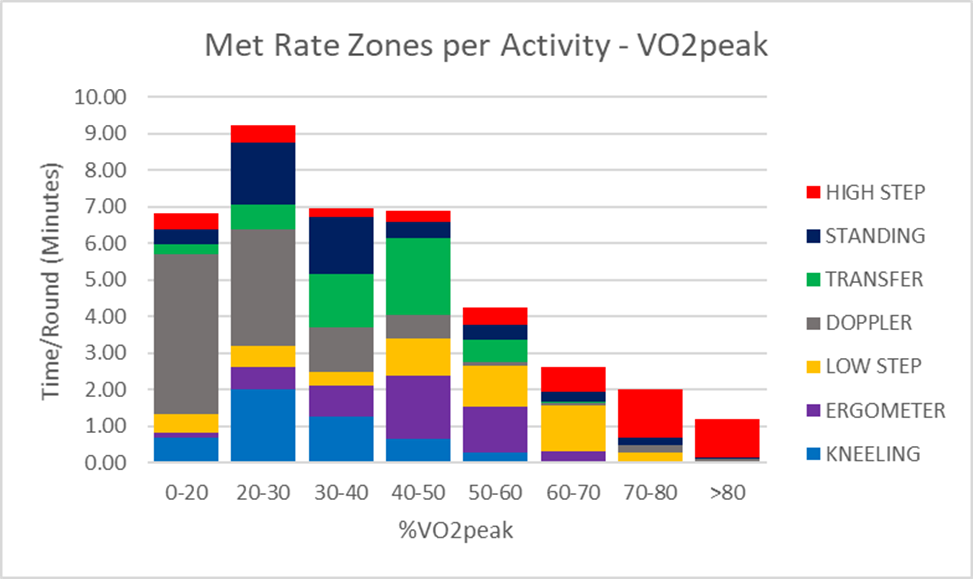 Met Rate Zones per Activity - VO2peak
Time/Round (Minutes)
10.00
9.00
8.00
7.00
6.00
5.00
4.00
3.00
2.00
1.00
0.00
0-20 20-30 30-40 40-50 50-60 60-70 70-80 >80
%VO2peak
HIGH STEP
STANDING
TRANSFER
DOPPLER
LOW STEP
ERGOMETER
KNEELING